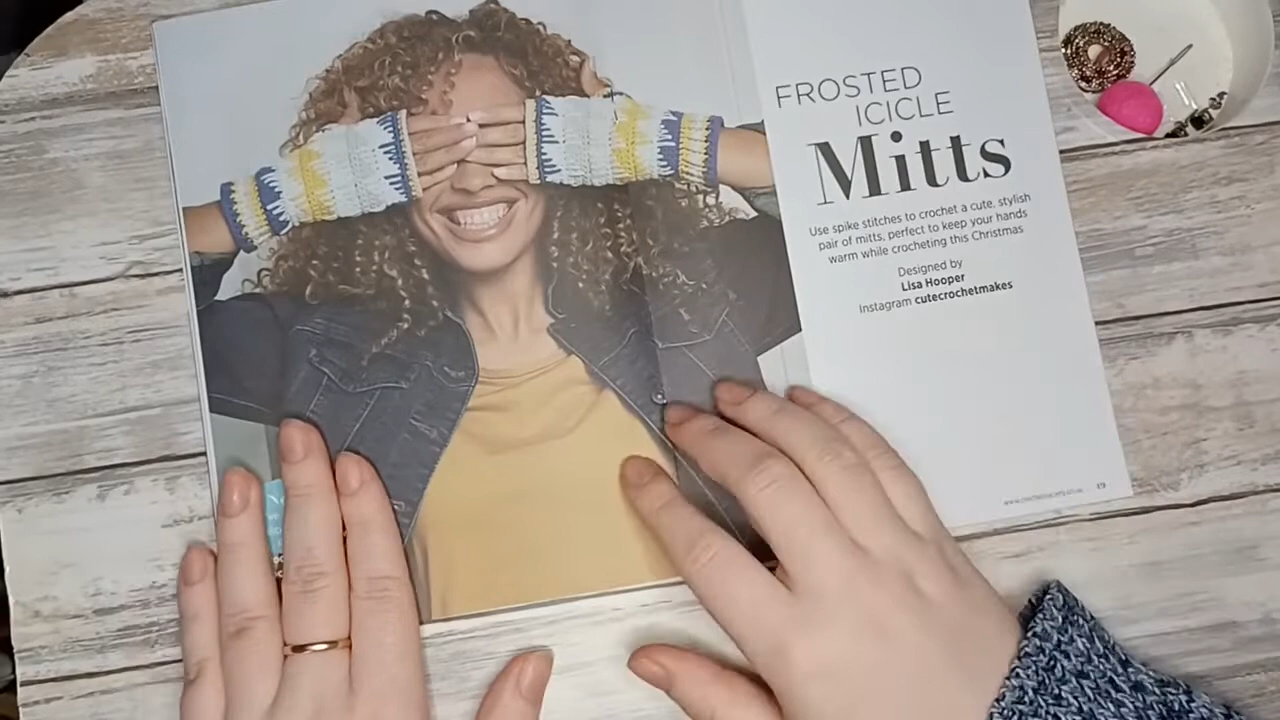 FROSTED
ICICLE
Mitts
Use spike stitches to crochet a cute, stylish
pair of mitts, perfect to keep your hands
warm while crocheting this Christmas
Designed by
Lisa Hooper
Instagram cutecrochetmakes